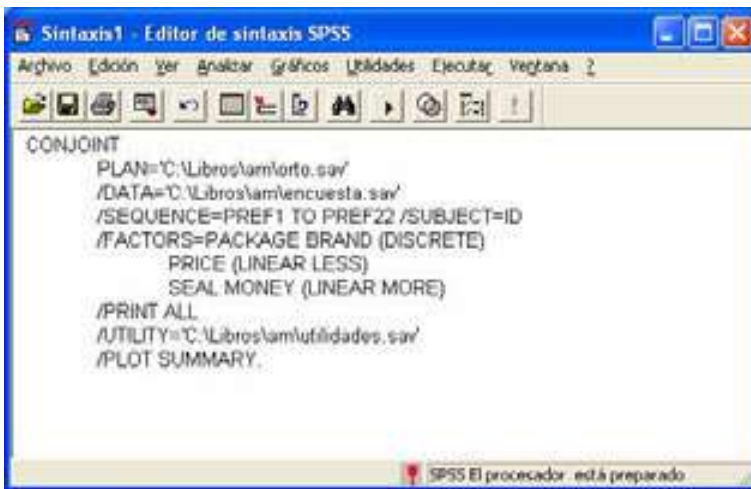 Sintaxis1 - Editor de sintaxis SPSS
Archivo Edición Ver Analizar Gráficos Utilidades Ejecutar Ventana ?
CONJOINT
PLAN='C:\Libros\am\orto.sav'
/DATA='C:\Libros\am\encuesta.sav'
/SEQUENCE=PREF1 TO PREF22 /SUBJECT=ID
/FACTORS=PACKAGE BRAND (DISCRETE)
PRICE (LINEAR LESS)
SEAL MONEY (LINEAR MORE)
/PRINT ALL
/UTILITY='C:\Libros\am\utilidades.sav'
/PLOT SUMMARY.
SPSS El procesador está preparado